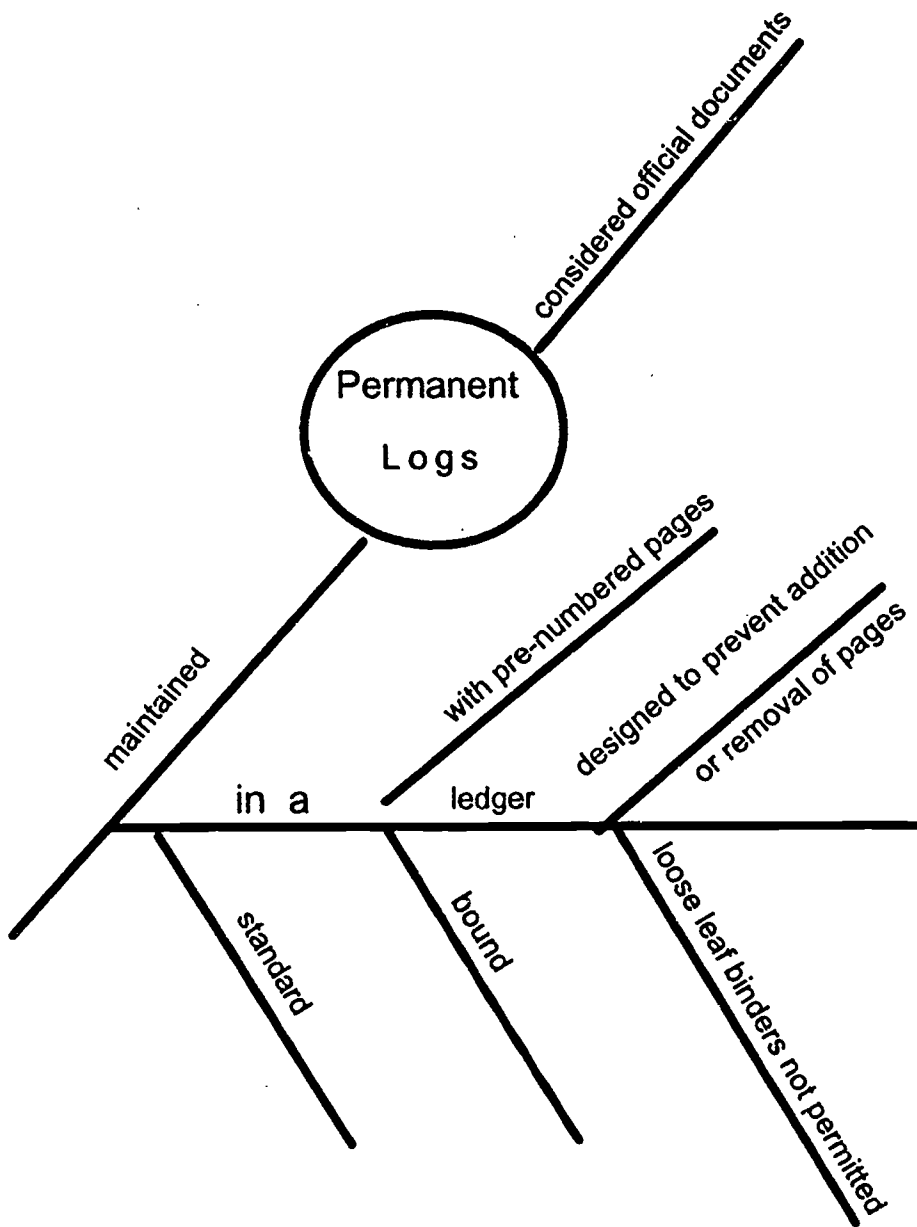 considered official documents
Permanent
Logs
maintained
with pre-numbered pages
designed to prevent addition
or removal of pages
in a
ledger
standard
bound
loose leaf binders not permitted